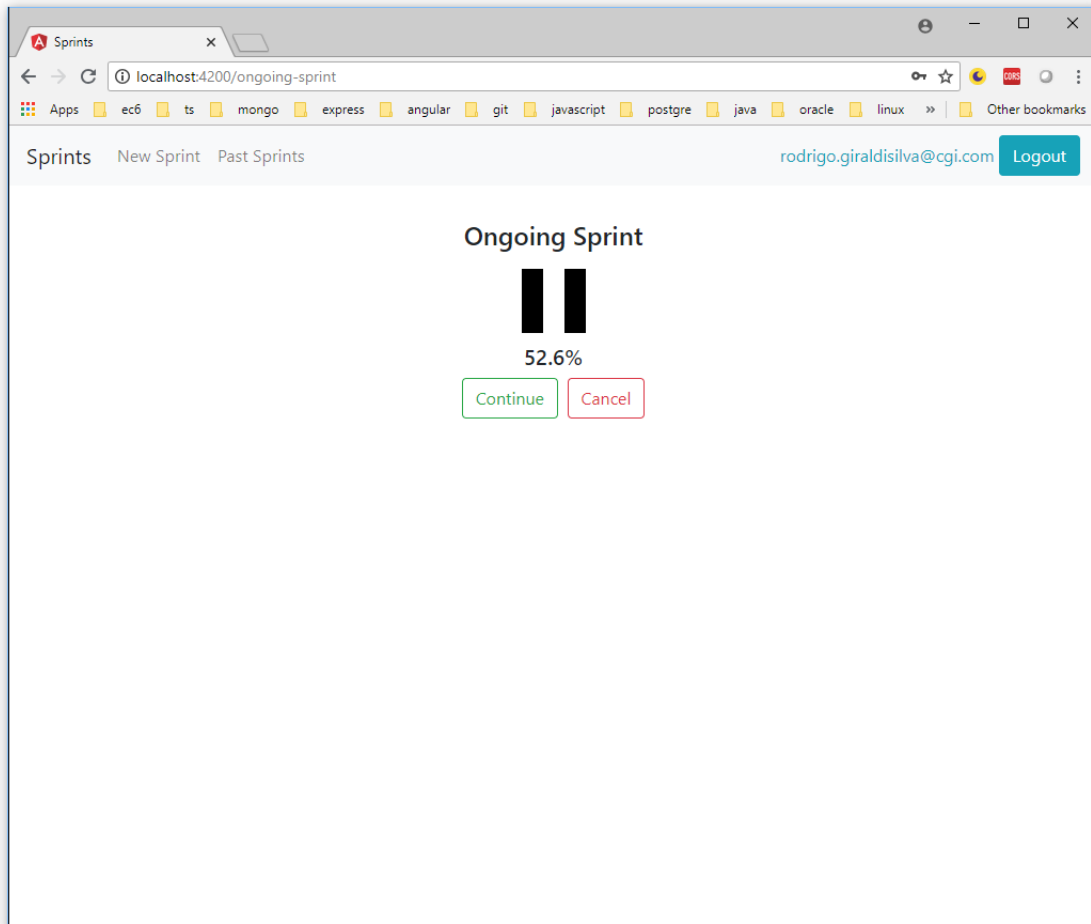 Sprints
localhost:4200/ongoing-sprint
CORS
Apps ec6 ts mongo express angular git javascript postgre java oracle linux » Other bookmarks
Sprints New Sprint Past Sprints rodrigo.giraldisilva@cgi.com Logout
Ongoing Sprint
52.6%
Continue Cancel